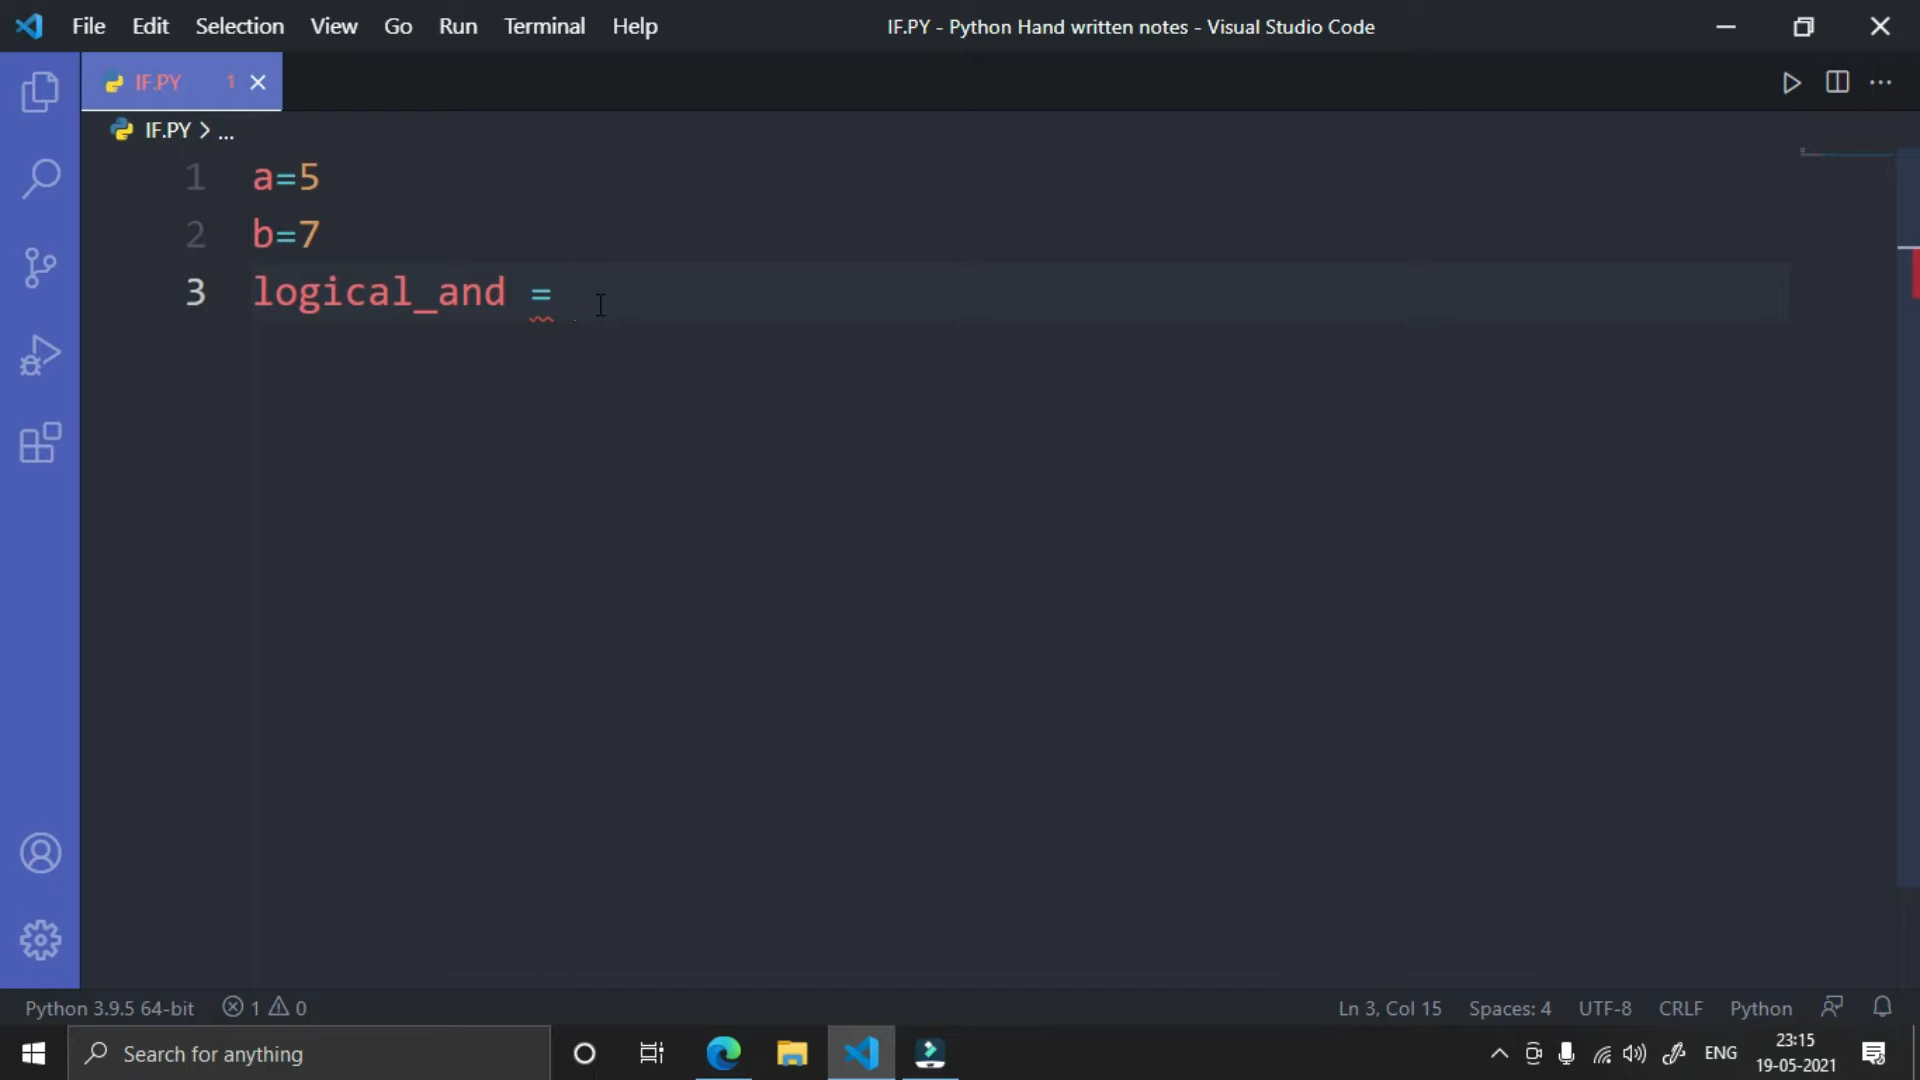 File Edit Selection View Go Run Terminal Help IF.PY - Python Hand written notes - Visual Studio Code
IF.PY 1
IF.PY > ...
1 a=5
2 b=7
3 logical_and =
Python 3.9.5 64-bit 1 0 Ln 3, Col 15 Spaces: 4 UTF-8 CRLF Python
Search for anything ENG 23:15
19-05-2021